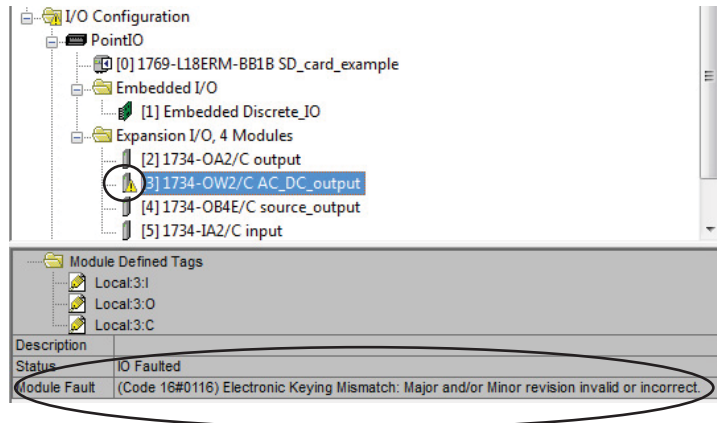 I/O Configuration
PointIO
[0] 1769-L18ERM-BB1B SD_card_example
Embedded I/O
[1] Embedded Discrete_IO
Expansion I/O, 4 Modules
[2] 1734-OA2/C output
[3] 1734-OW2/C AC_DC_output
[4] 1734-OB4E/C source_output
[5] 1734-IA2/C input
Module Defined Tags
Local:3:I
Local:3:O
Local:3:C
Description
Status IO Faulted
Module Fault (Code 16#0116) Electronic Keying Mismatch: Major and/or Minor revision invalid or incorrect.